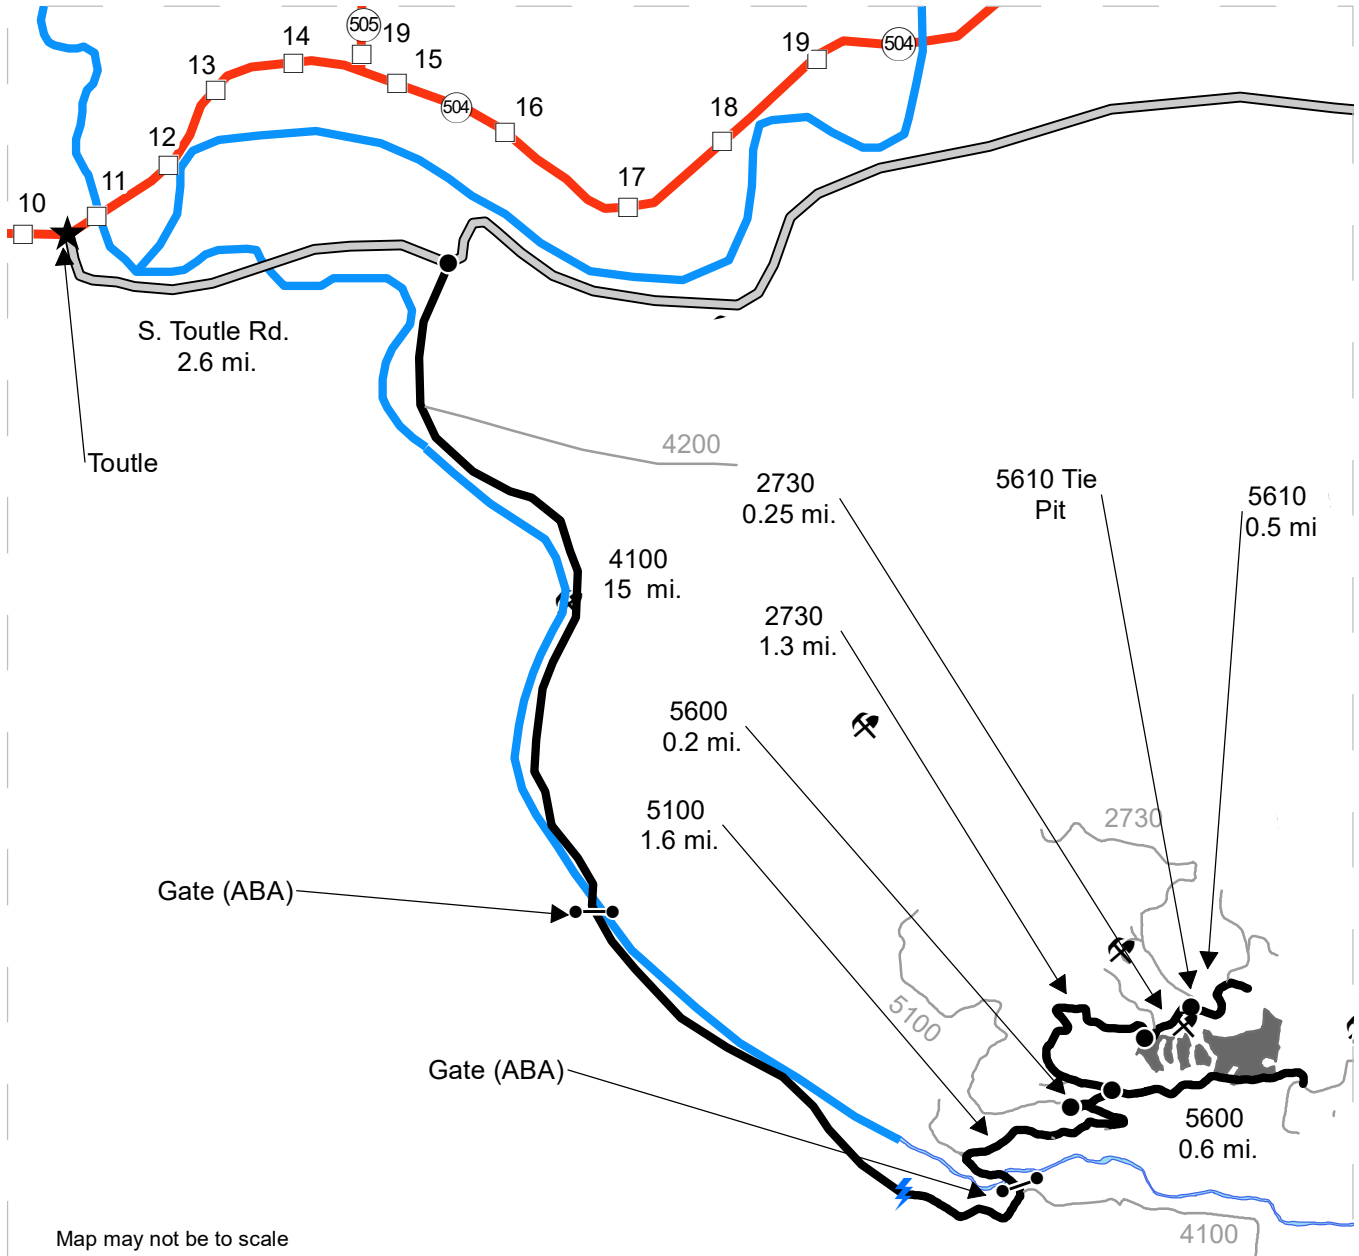 505
19
14
15
13
504
16
19
504
12
18
11
17
10
S. Toutle Rd.
2.6 mi.
Toutle
4200
2730
0.25 mi.
5610 Tie
Pit
5610
0.5 mi
4100
15  mi.
2730
1.3 mi.
5600
0.2 mi.
5100
1.6 mi.
2730
Gate (ABA)
5100
Gate (ABA)
5600
0.6 mi.
4100
Map may not be to scale